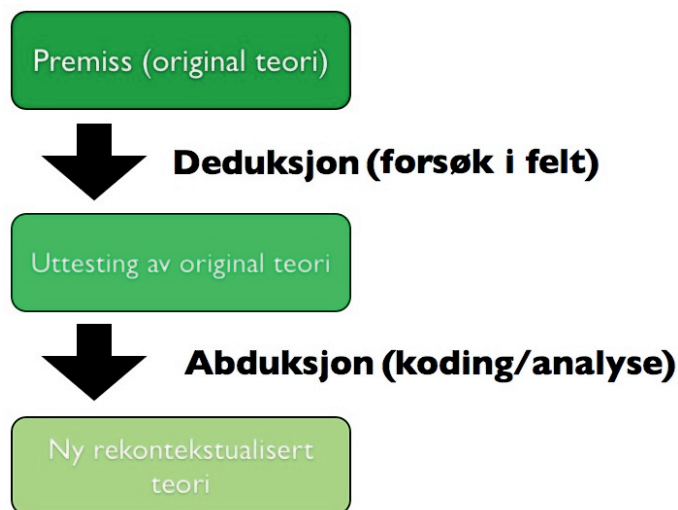 Premiss (original teori)
Deduksjon (forsøk i felt)
Uttesting av original teori
Abduksjon (koding/analyse)
Ny rekontekstualisert
teori